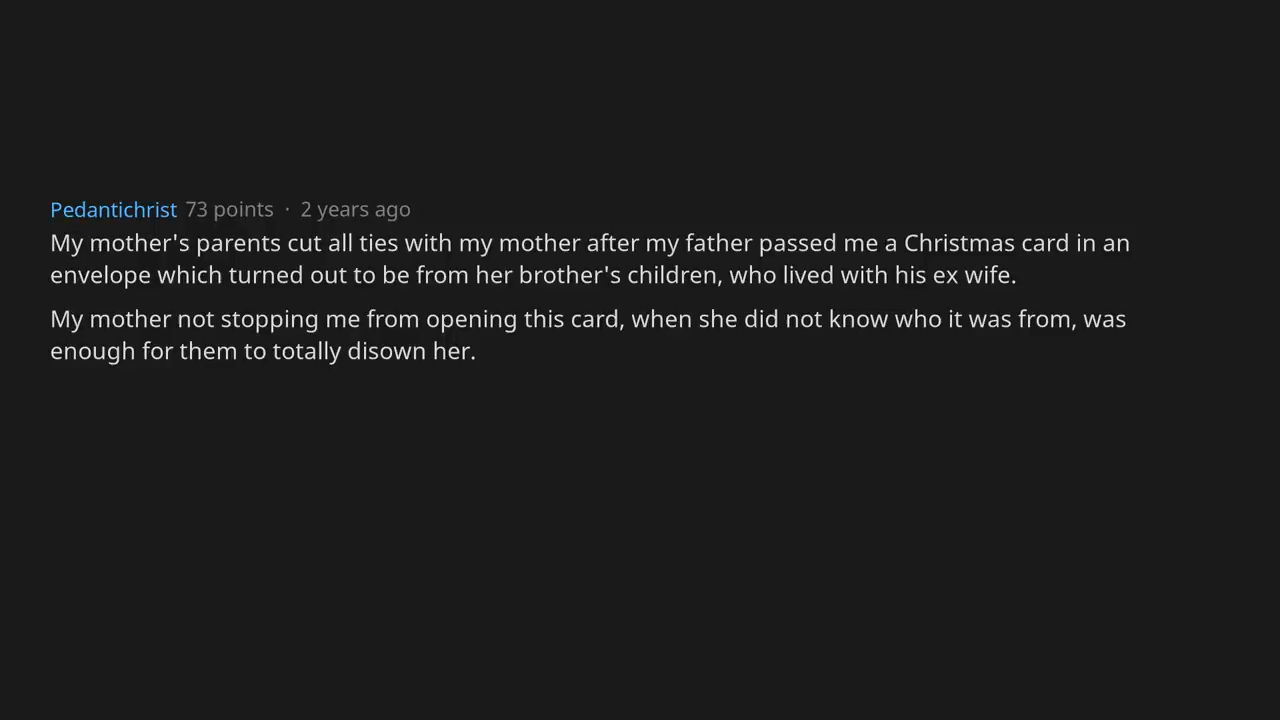 Pedantichrist 73 points · 2 years ago
My mother's parents cut all ties with my mother after my father passed me a Christmas card in an
envelope which turned out to be from her brother's children, who lived with his ex wife.
My mother not stopping me from opening this card, when she did not know who it was from, was
enough for them to totally disown her.